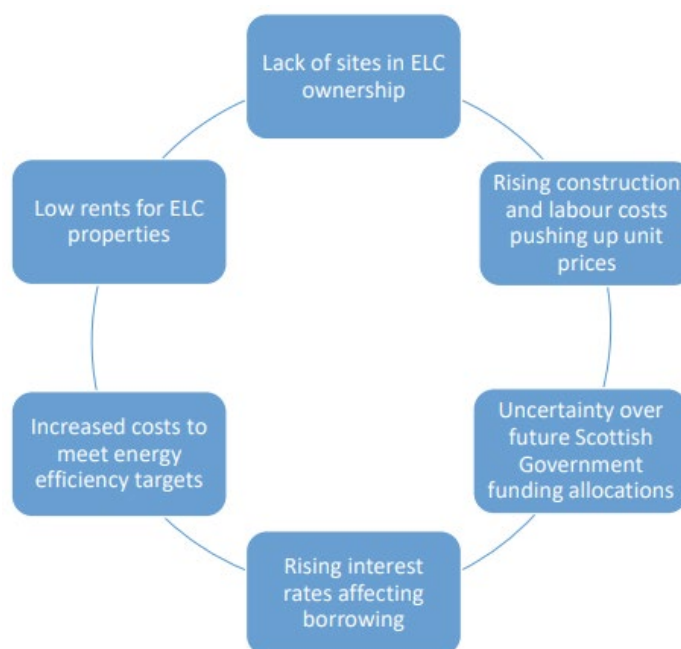 Lack of sites in ELC
ownership
Rising construction
and labour costs
pushing up unit
prices
Uncertainty over
future Scottish
Government
funding allocations
Rising interest
rates affecting
borrowing
Increased costs to
meet energy
efficiency targets
Low rents for ELC
properties